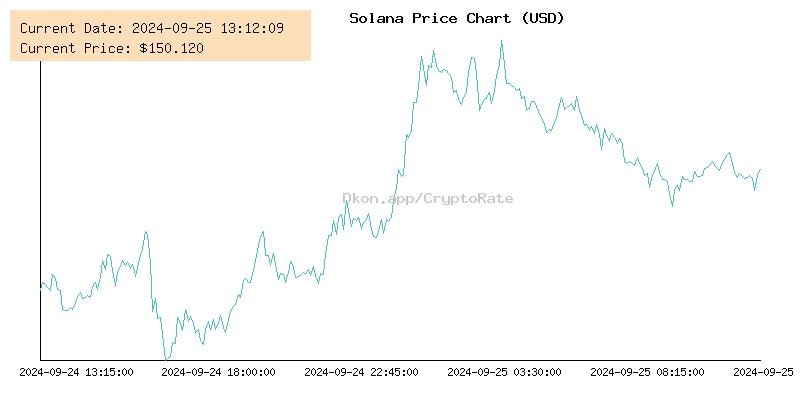 Solana Price Chart (USD)
Current Date: 2024-09-25 13:12:09
Current Price: $150.120
Dkon.app/CryptoRate
2024-09-24 13:15:00
2024-09-24 18:00:00
2024-09-24 22:45:00
2024-09-25 03:30:00
2024-09-25 08:15:00
2024-09-25